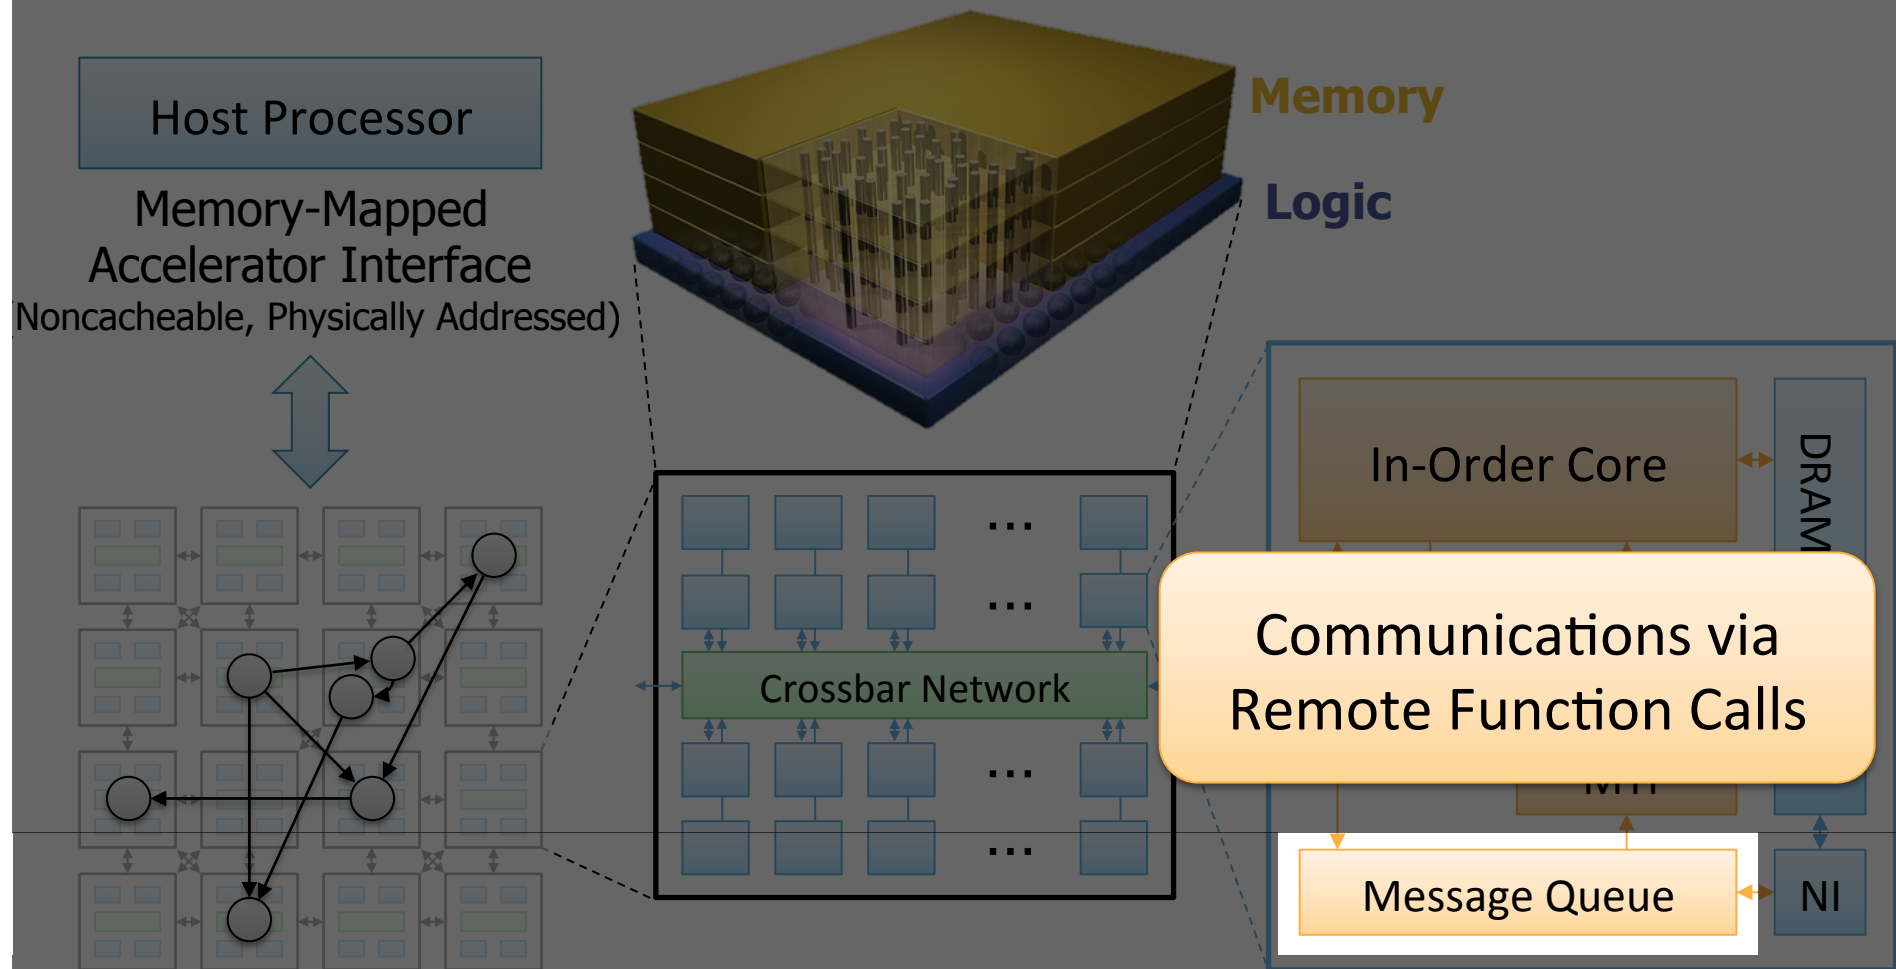 Host Processor
Memory-Mapped
Accelerator Interface
(Noncacheable, Physically Addressed)
Memory
Logic
...
...
Crossbar Network
...
...
In-Order Core
DRAM
Communications via
Remote Function Calls
Message Queue
NI